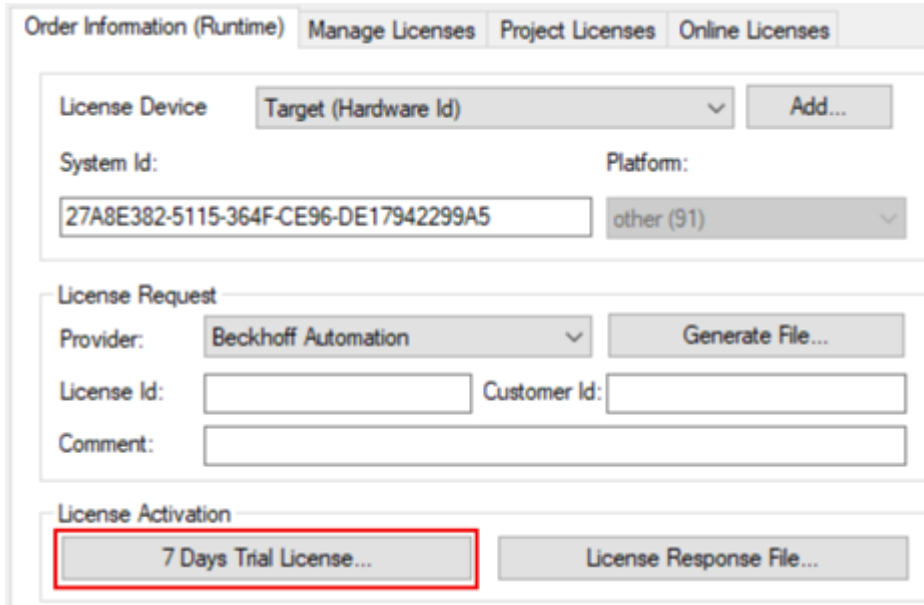 Order Information (Runtime) Manage Licenses Project Licenses Online Licenses
License Device Target (Hardware Id) Add...
System Id: Platform:
27A8E382-5115-364F-CE96-DE17942299A5 other (91)
License Request
Provider: Beckhoff Automation Generate File...
License Id: Customer Id:
Comment:
License Activation
7 Days Trial License... License Response File...